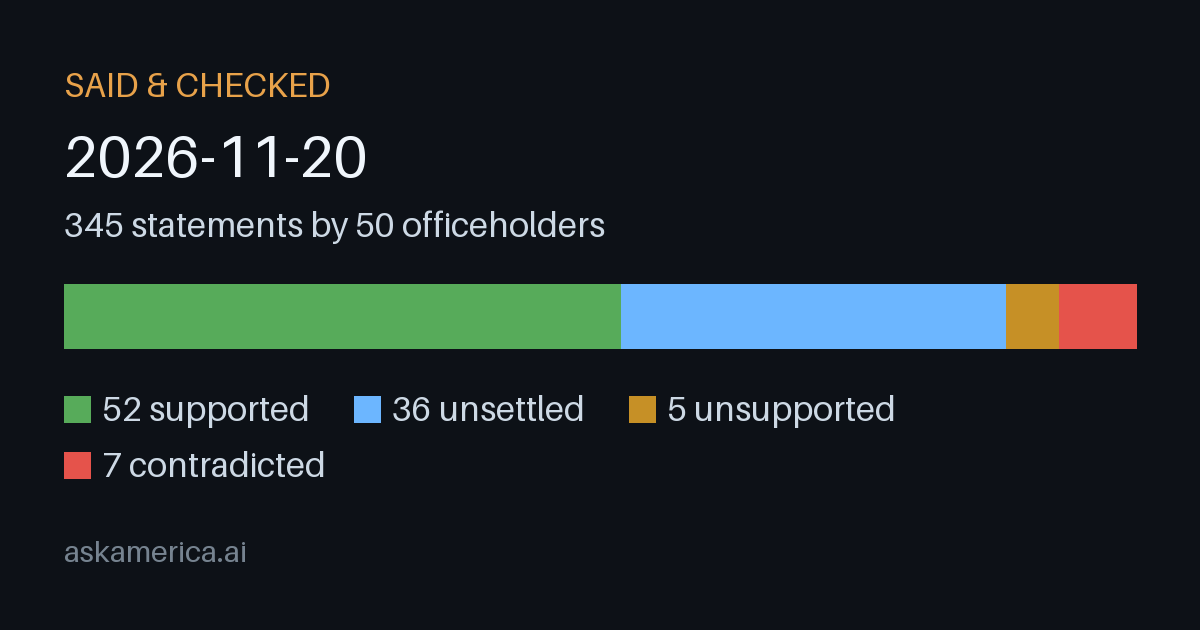 SAID & CHECKED
2026-11-20
345 statements by 50 officeholders
52 supported 36 unsettled 5 unsupported
7 contradicted
askamerica.ai